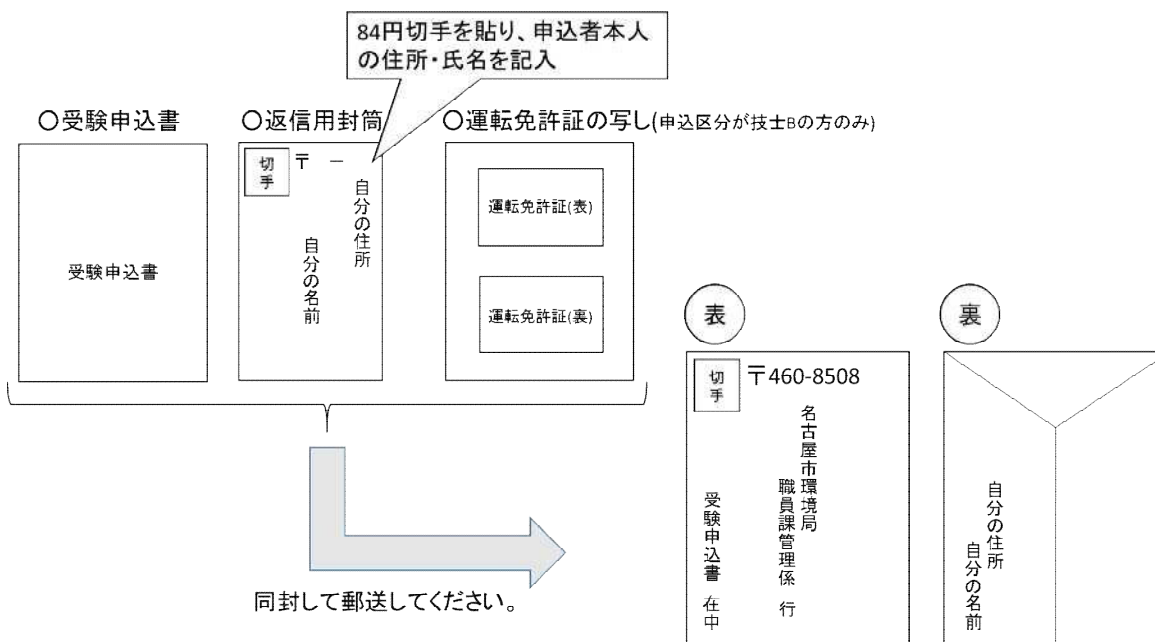 84円切手を貼り、申込者本人
の住所・氏名を記入
〇受験申込書
〇返信用封筒
〇運転免許証の写し(申込区分が技士Bの方のみ)
受験申込書
切
手
〒 －
自分の住所
自分の名前
運転免許証(表)
運転免許証(裏)
同封して郵送してください。
表
切
手
〒460-8508
名古屋市環境局
職員課管理係 行
受験申込書 在中
裏
自分の住所
自分の名前